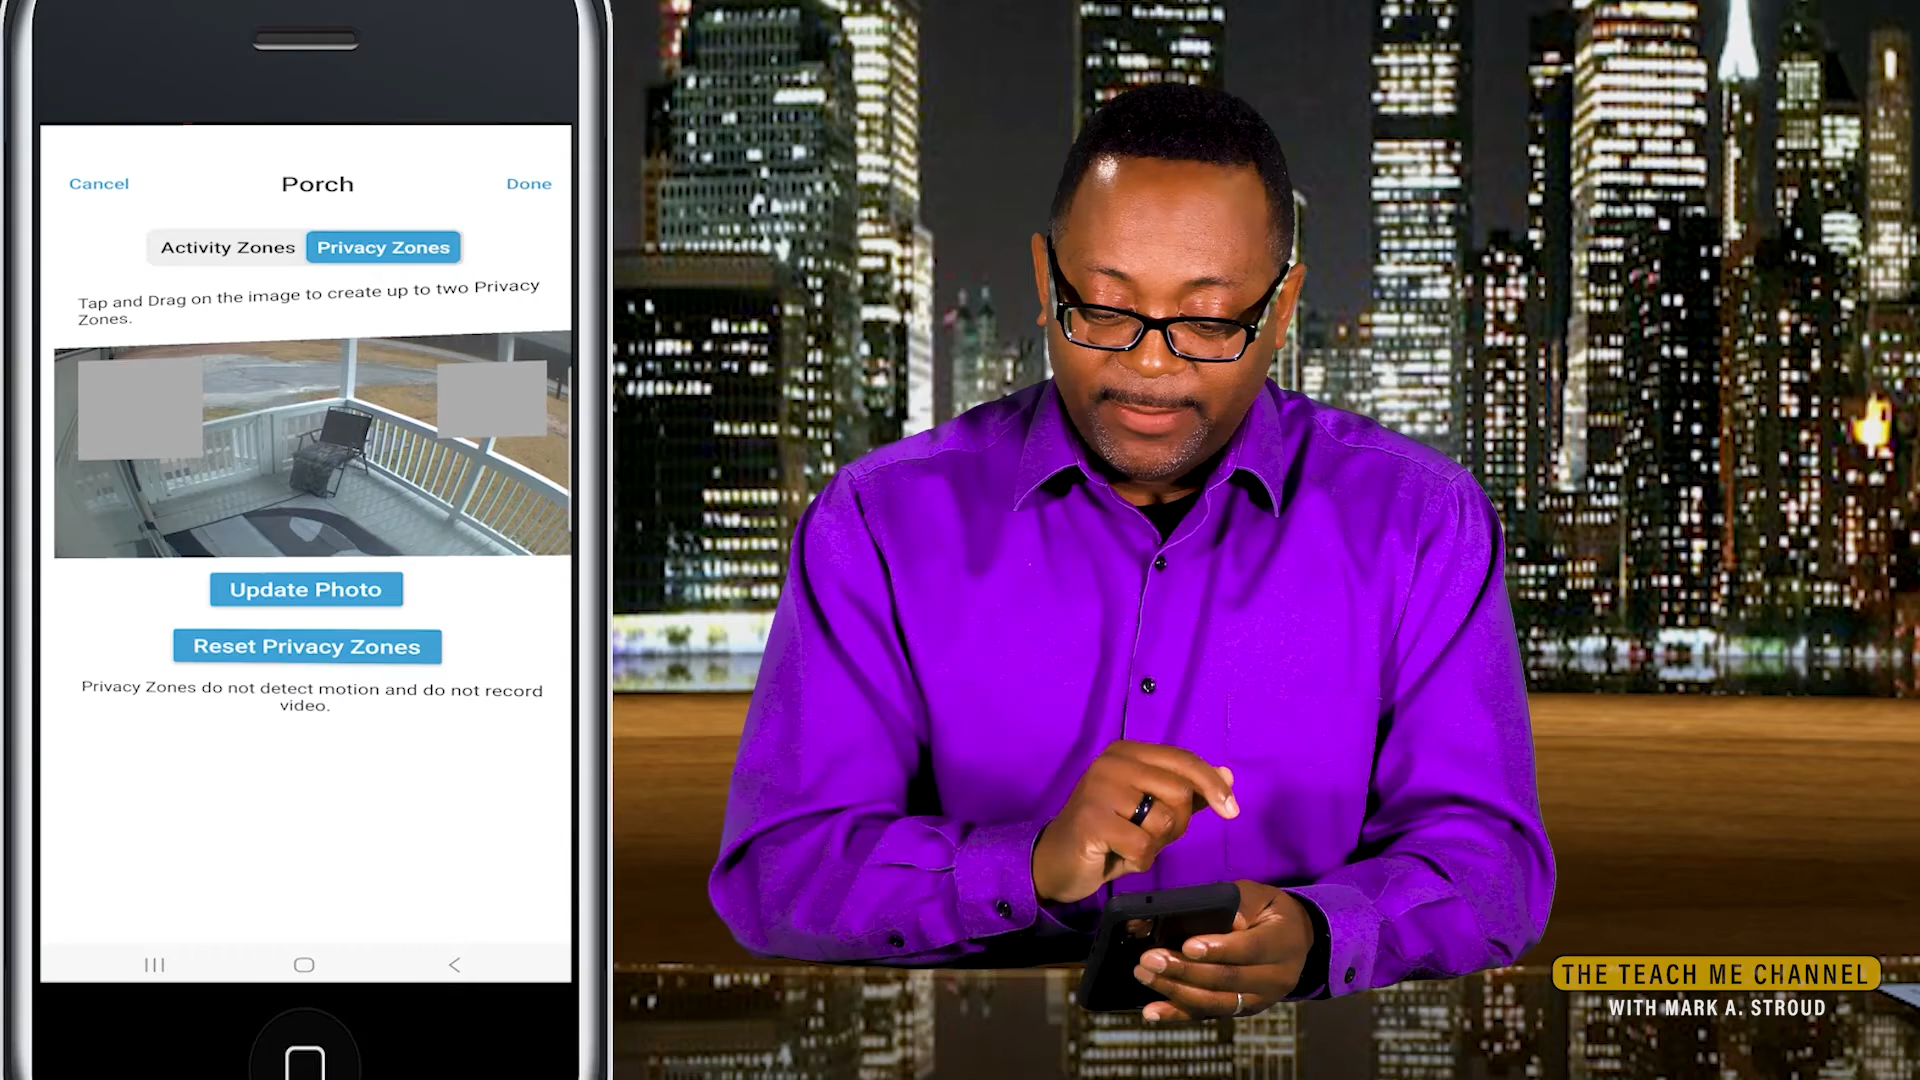 Cancel
Porch
Done
Activity Zones
Privacy Zones
Tap and Drag on the image to create up to two Privacy
Zones.
Update Photo
Reset Privacy Zones
Privacy Zones do not detect motion and do not record
video.
THE TEACH ME CHANNEL
WITH MARK A. STROUD